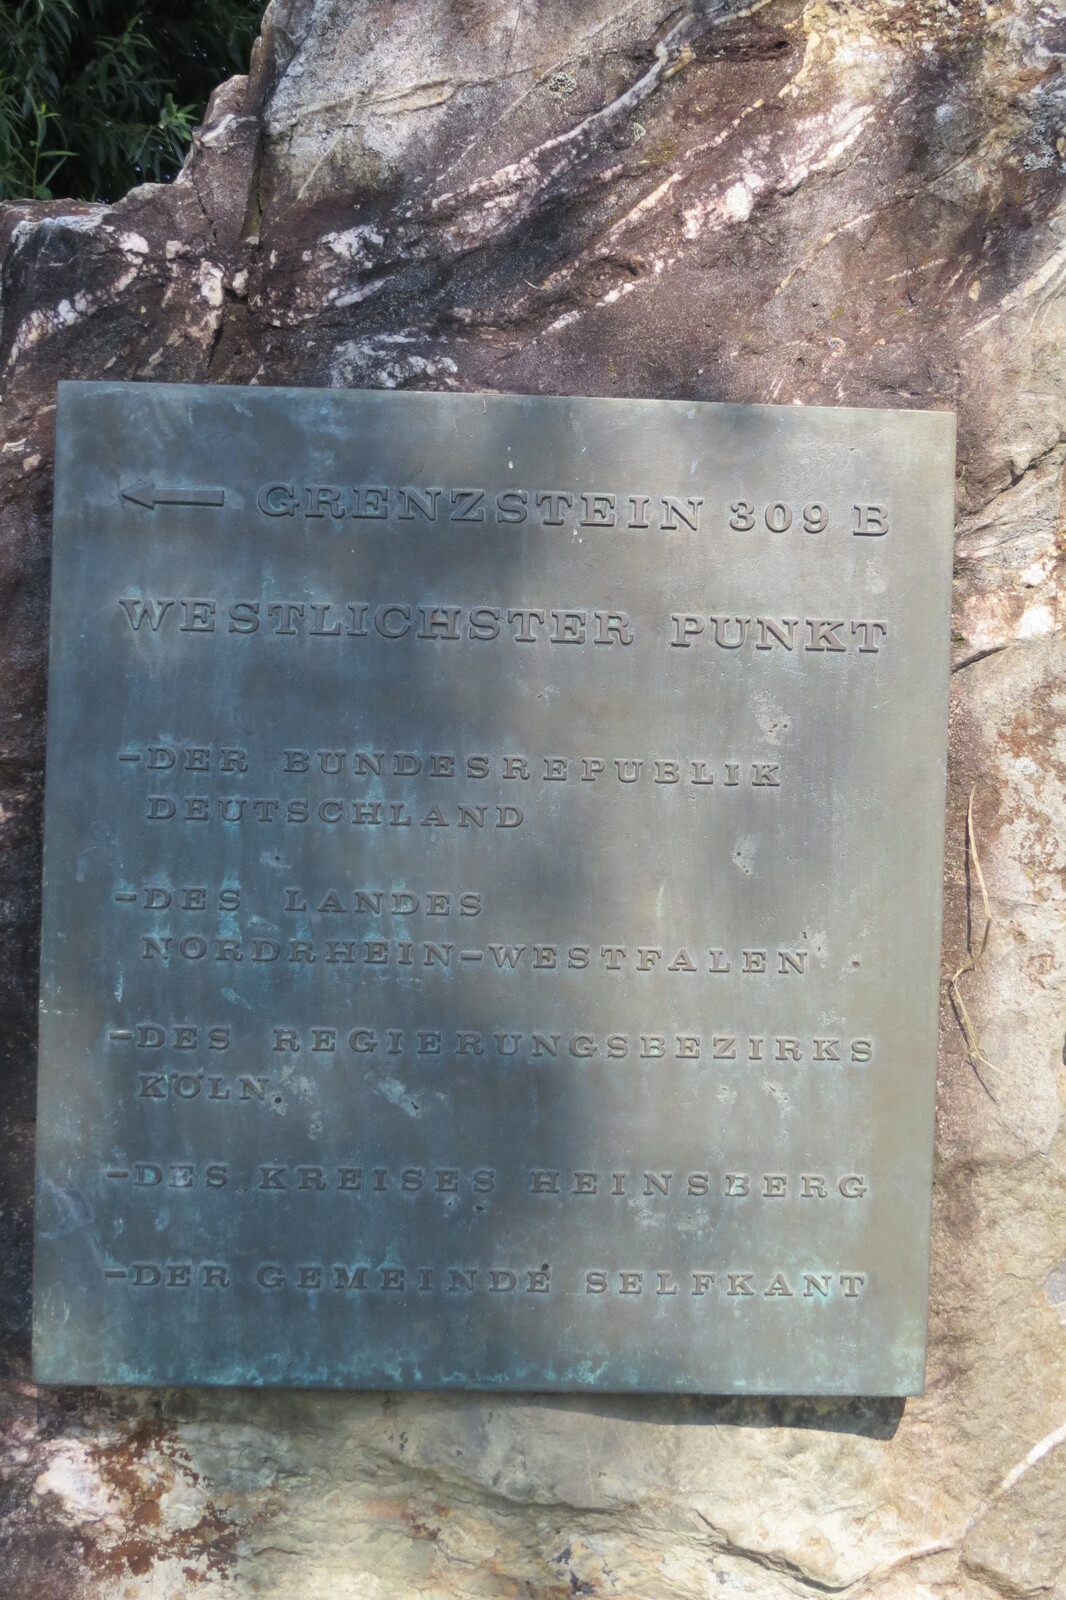 ← GRENZSTEIN 309 B
WESTLICHSTER PUNKT
-DER BUNDESREPUBLIK
DEUTSCHLAND
-DES LANDES
NORDRHEIN-WESTFALEN
-DES REGIERUNGSBEZIRKS
KÖLN
-DES KREISES HEINSBERG
-DER GEMEINDE SELFKANT